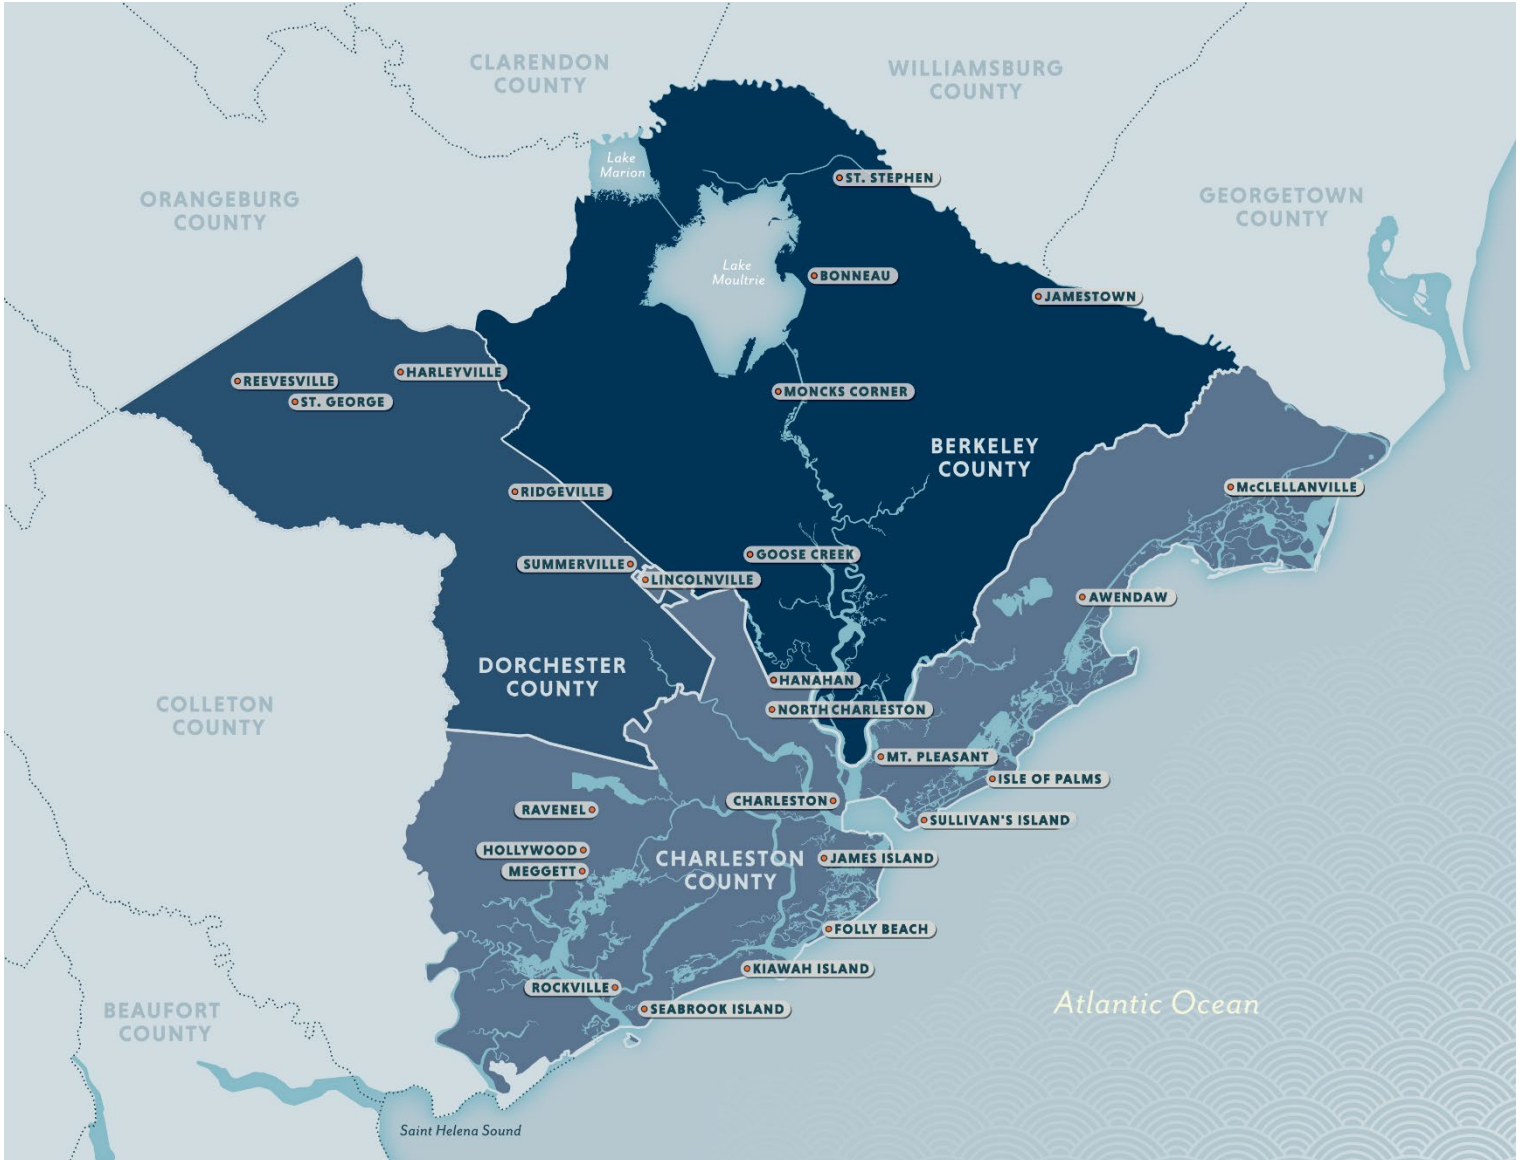 CLARENDON
COUNTY
WILLIAMSBURG
COUNTY
Lake
Marion
ST. STEPHEN
ORANGEBURG
COUNTY
GEORGETOWN
COUNTY
Lake
Moultrie
BONNEAU
JAMESTOWN
HARLEYVILLE
REEVESVILLE
ST. GEORGE
MONCKS CORNER
BERKELEY
COUNTY
McCLELLANVILLE
RIDGEVILLE
GOOSE CREEK
SUMMERVILLE
LINCOLNVILLE
AWENDAW
DORCHESTER
COUNTY
HANAHAN
COLLETON
COUNTY
NORTH CHARLESTON
MT. PLEASANT
ISLE OF PALMS
CHARLESTON
RAVENEL
SULLIVAN'S ISLAND
HOLLYWOOD
CHARLESTON
COUNTY
JAMES ISLAND
MEGGETT
FOLLY BEACH
KIAWAH ISLAND
ROCKVILLE
SEABROOK ISLAND
Atlantic Ocean
BEAUFORT
COUNTY
Saint Helena Sound